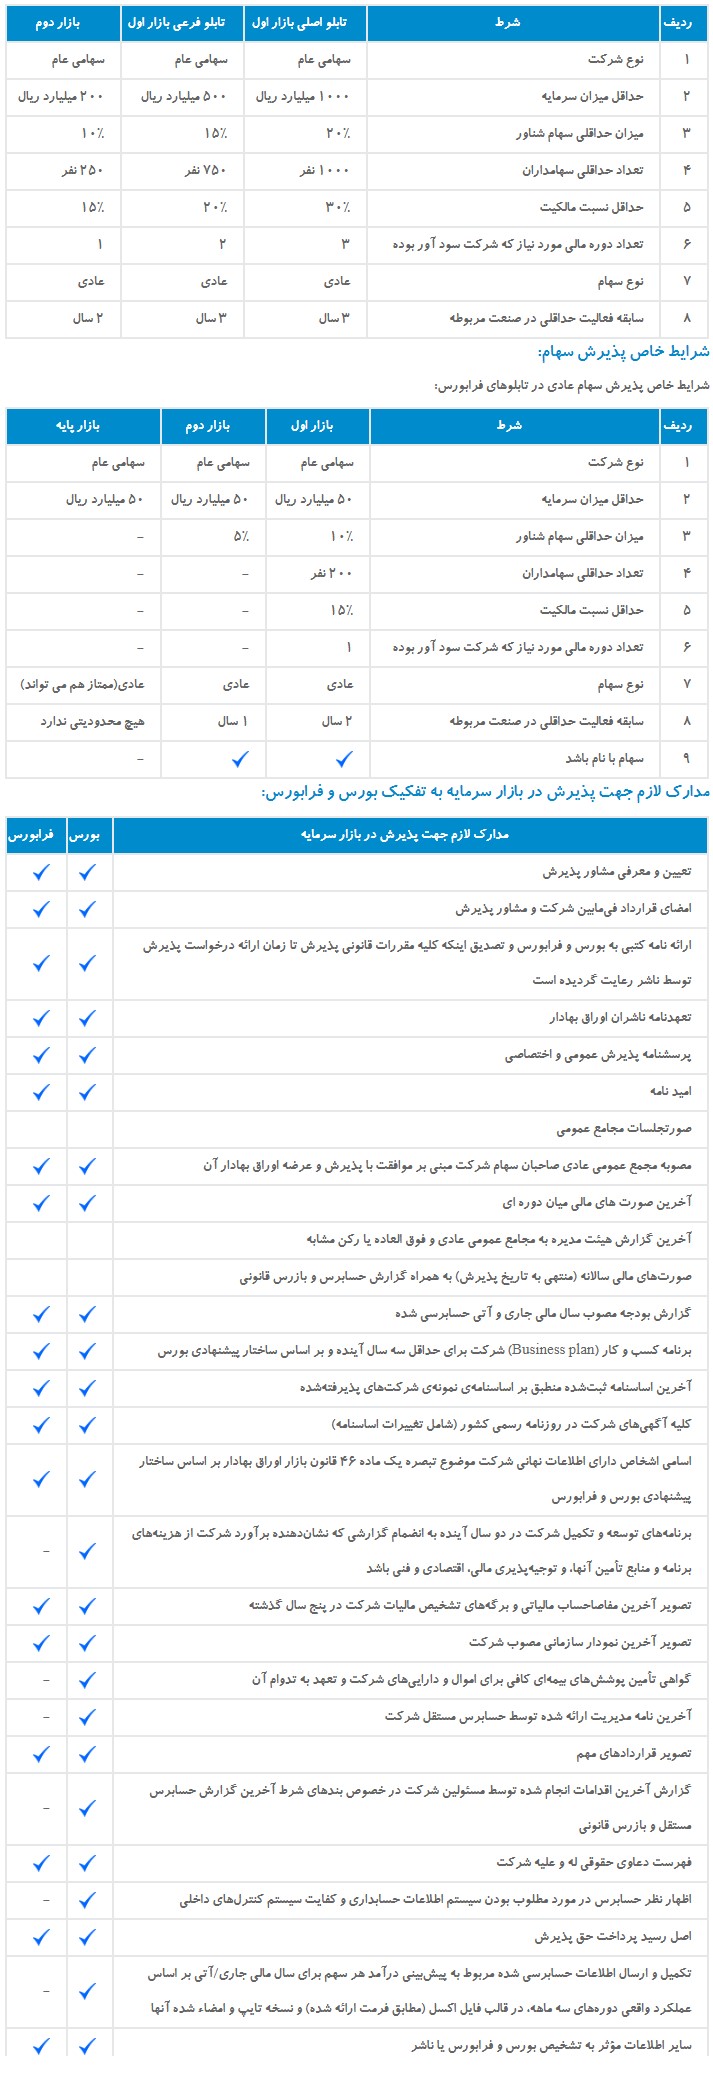 ردیف شرط تابلو اصلی بازار اول تابلو فرعی بازار اول بازار دوم
۱ نوع شرکت سهامی عام سهامی عام سهامی عام
۲ حداقل میزان سرمایه ۱۰۰۰ میلیارد ریال ۵۰۰ میلیارد ریال ۲۰۰ میلیارد ریال
۳ میزان حداقلی سهام شناور ۲۰٪ ۱۵٪ ۱۰٪
۴ تعداد حداقلی سهامداران ۱۰۰۰ نفر ۷۵۰ نفر ۲۵۰ نفر
۵ حداقل نسبت مالکیت ۳۰٪ ۲۰٪ ۱۵٪
۶ تعداد دوره مالی مورد نیاز که شرکت سود آور بوده ۳ ۲ ۱
۷ نوع سهام عادی عادی عادی
۸ سابقه فعالیت حداقلی در صنعت مربوطه ۳ سال ۳ سال ۲ سال
شرایط خاص پذیرش سهام:
شرایط خاص پذیرش سهام عادی در تابلوهای فرابورس:
ردیف شرط بازار اول بازار دوم بازار پایه
۱ نوع شرکت سهامی عام سهامی عام سهامی عام
۲ حداقل میزان سرمایه ۵۰ میلیارد ریال ۵۰ میلیارد ریال ۵۰ میلیارد ریال
۳ میزان حداقلی سهام شناور ۱۰٪ ۵٪ –
۴ تعداد حداقلی سهامداران ۲۰۰ نفر – –
۵ حداقل نسبت مالکیت ۱۵٪ – –
۶ تعداد دوره مالی مورد نیاز که شرکت سود آور بوده ۱ – –
۷ نوع سهام عادی عادی عادی(ممتاز هم می تواند)
۸ سابقه فعالیت حداقلی در صنعت مربوطه ۲ سال ۱ سال هیچ محدودیتی ندارد
۹ سهام با نام باشد ✓ ✓ –
مدارک لازم جهت پذیرش در بازار سرمایه به تفکیک بورس و فرابورس:
مدارک لازم جهت پذیرش در بازار سرمایه بورس فرابورس
تعیین و معرفی مشاور پذیرش ✓ ✓
امضای قرارداد فی‌مابین شرکت و مشاور پذیرش ✓ ✓
ارائه نامه کتبی به بورس و فرابورس و تصدیق اینکه کلیه مقررات قانونی پذیرش تا زمان ارائه درخواست پذیرش ✓ ✓
توسط ناشر رعایت گردیده است
تعهدنامه ناشران اوراق بهادار ✓ ✓
پرسشنامه پذیرش عمومی و اختصاصی ✓ ✓
امید نامه ✓ ✓
صورتجلسات مجامع عمومی
مصوبه مجمع عمومی عادی صاحبان سهام شرکت مبنی بر موافقت با پذیرش و عرضه اوراق بهادار آن ✓ ✓
آخرین صورت های مالی میان دوره ای ✓ ✓
آخرین گزارش هیئت مدیره به مجامع عمومی عادی و فوق العاده یا رکن مشابه
صورت‌های مالی سالانه (منتهی به تاریخ پذیرش) به همراه گزارش حسابرس و بازرس قانونی
گزارش بودجه مصوب سال مالی جاری و آتی حسابرسی شده ✓ ✓
برنامه کسب و کار (Business plan) شرکت برای حداقل سه سال آینده و بر اساس ساختار پیشنهادی بورس ✓ ✓
آخرین اساسنامه ثبت‌شده منطبق بر اساسنامه‌ی نمونه‌ی شرکت‌های پذیرفته‌شده ✓ ✓
کلیه آگهی‌های شرکت در روزنامه رسمی کشور (شامل تغییرات اساسنامه) ✓ ✓
اسامی اشخاص دارای اطلاعات نهانی شرکت موضوع تبصره یک ماده ۴۶ قانون بازار اوراق بهادار بر اساس ساختار ✓ ✓
پیشنهادی بورس و فرابورس
برنامه‌های توسعه و تکمیل شرکت در دو سال آینده به انضمام گزارشی که نشان‌دهنده برآورد شرکت از هزینه‌های ✓ –
برنامه و منابع تأمین آنها، و توجیه‌پذیری مالی، اقتصادی و فنی باشد
تصویر آخرین مفاصاحساب مالیاتی و برگه‌های تشخیص مالیات شرکت در پنج سال گذشته ✓ ✓
تصویر آخرین نمودار سازمانی مصوب شرکت ✓ ✓
گواهی تأمین پوشش‌های بیمه‌ای کافی برای اموال و دارایی‌های شرکت و تعهد به تدوام آن ✓ –
آخرین نامه مدیریت ارائه شده توسط حسابرس مستقل شرکت ✓ –
تصویر قراردادهای مهم ✓ ✓
گزارش آخرین اقدامات انجام شده توسط مسئولین شرکت در خصوص بندهای شرط آخرین گزارش حسابرس ✓ –
مستقل و بازرس قانونی
فهرست دعاوی حقوقی له و علیه شرکت ✓ ✓
اظهار نظر حسابرس در مورد مطلوب بودن سیستم اطلاعات حسابداری و کفایت سیستم کنترل‌های داخلی ✓ –
اصل رسید پرداخت حق پذیرش ✓ ✓
تکمیل و ارسال اطلاعات حسابرسی شده مربوط به پیش‌بینی درآمد هر سهم برای سال مالی جاری/آتی بر اساس ✓ –
عملکرد واقعی دوره‌های سه ماهه، در قالب فایل اکسل (مطابق فرمت ارائه شده) و نسخه تایپ و امضاء شده آنها
سایر اطلاعات مؤثر به تشخیص بورس و فرابورس یا ناشر ✓ ✓